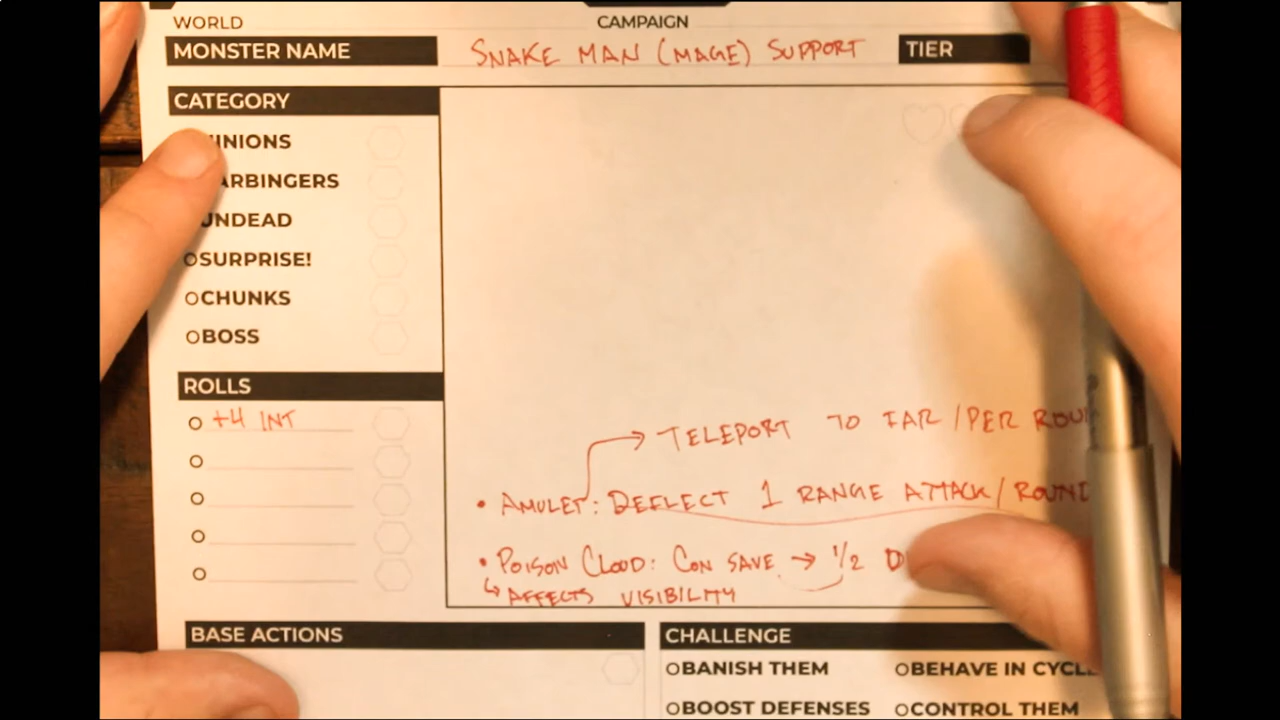 WORLD CAMPAIGN
MONSTER NAME SNAKE MAN (MAGE) SUPPORT TIER
CATEGORY
INIONS
ARBINGERS
UNDEAD
SURPRISE!
CHUNKS
BOSS
ROLLS
+4 INT
→ TELEPORT TO FAR/PER ROU
• AMULET: DEFLECT 1 RANGE ATTACK/ROUND
• POISON CLOUD: CON SAVE → 1/2 D
↳ AFFECTS VISIBILITY
BASE ACTIONS CHALLENGE
BANISH THEM BEHAVE IN CYCL
BOOST DEFENSES CONTROL THEM